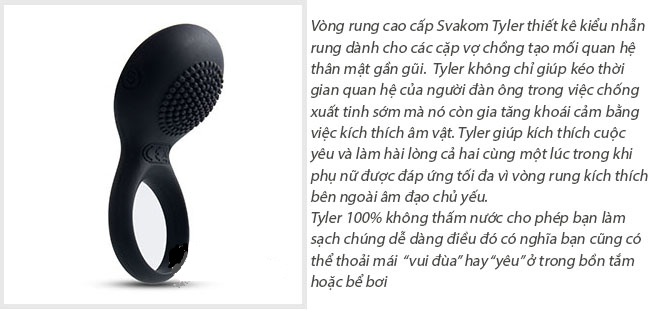 Vòng rung cao cấp Svakom Tyler thiết kê kiểu nhẫn
rung dành cho các cặp vợ chồng tạo mối quan hệ
thân mật gần gũi. Tyler không chỉ giúp kéo thời
gian quan hệ của người đàn ông trong việc chống
xuất tinh sớm mà nó còn gia tăng khoái cảm bằng
việc kích thích âm vật. Tyler giúp kích thích cuộc
yêu và làm hài lòng cả hai cùng một lúc trong khi
phụ nữ được đáp ứng tối đa vì vòng rung kích thích
bên ngoài âm đạo chủ yếu.
Tyler 100% không thấm nước cho phép bạn làm
sạch chúng dễ dàng điều đó có nghĩa bạn cũng có
thể thoải mái “vui đùa” hay “yêu” ở trong bồn tắm
hoặc bể bơi